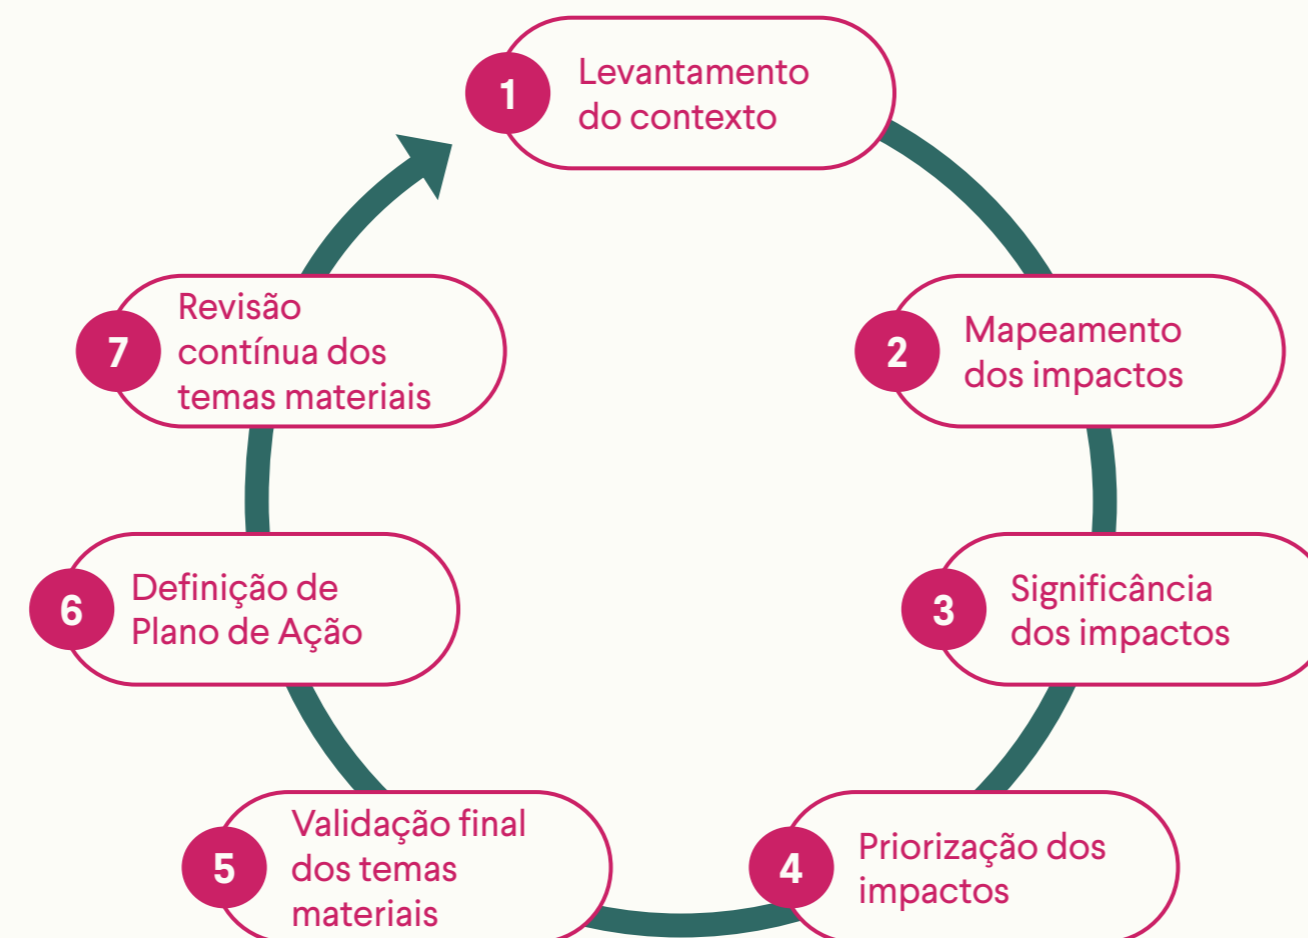 1
Levantamento
do contexto
2
Mapeamento
dos impactos
3
Significância
dos impactos
4
Priorização dos
impactos
5
Validação final
dos temas
materiais
6
Definição de
Plano de Ação
7
Revisão
contínua dos
temas materiais